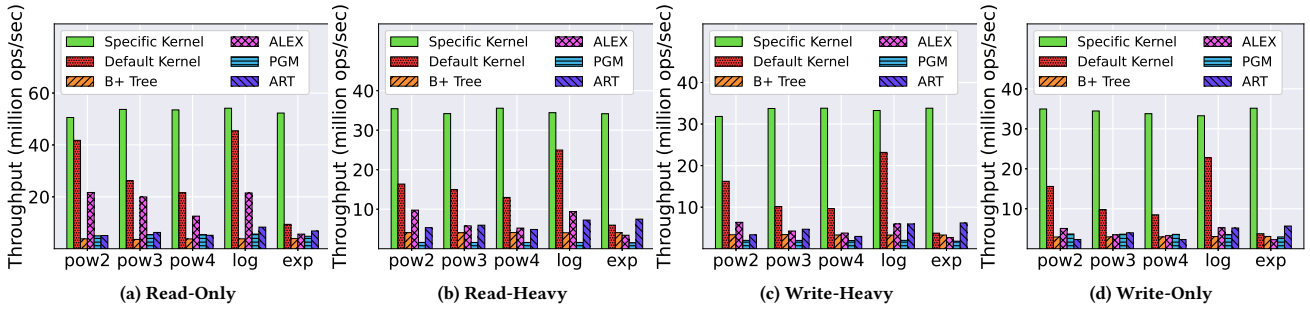 Throughput (million ops/sec)
Specific Kernel
Default Kernel
B+ Tree
ALEX
PGM
ART
60
40
20
pow2 pow3 pow4 log exp
(a) Read-Only
Throughput (million ops/sec)
Specific Kernel
Default Kernel
B+ Tree
ALEX
PGM
ART
40
30
20
10
pow2 pow3 pow4 log exp
(b) Read-Heavy
Throughput (million ops/sec)
Specific Kernel
Default Kernel
B+ Tree
ALEX
PGM
ART
40
30
20
10
pow2 pow3 pow4 log exp
(c) Write-Heavy
Throughput (million ops/sec)
Specific Kernel
Default Kernel
B+ Tree
ALEX
PGM
ART
40
30
20
10
pow2 pow3 pow4 log exp
(d) Write-Only